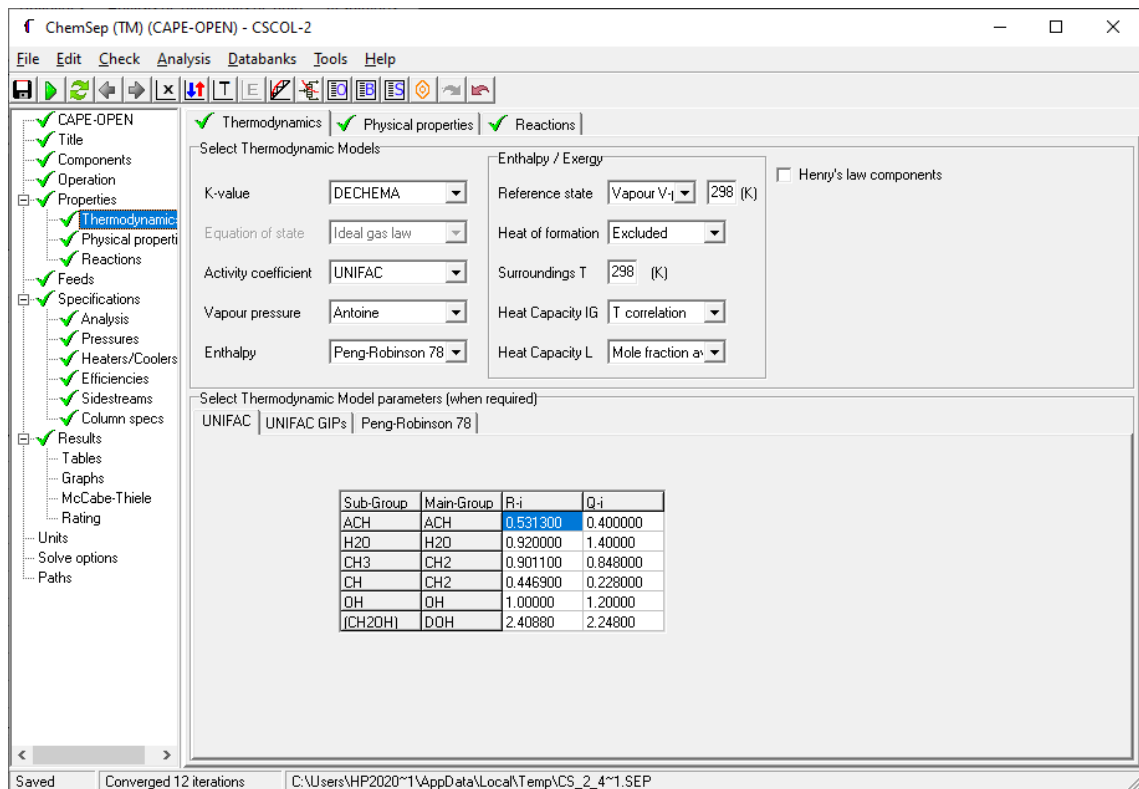 ChemSep (TM) (CAPE-OPEN) - CSCOL-2
File Edit Check Analysis Databanks Tools Help
CAPE-OPEN
Title
Components
Operation
Properties
Thermodynamic
Physical properti
Reactions
Feeds
Specifications
Analysis
Pressures
Heaters/Coolers
Efficiencies
Sidestreams
Column specs
Results
Tables
Graphs
McCabe-Thiele
Rating
Units
Solve options
Paths
Thermodynamics Physical properties Reactions
Select Thermodynamic Models
K-value DECHEMA
Equation of state Ideal gas law
Activity coefficient UNIFAC
Vapour pressure Antoine
Enthalpy Peng-Robinson 78
Enthalpy / Exergy
Reference state Vapour V-p 298 (K)
Heat of formation Excluded
Surroundings T 298 (K)
Heat Capacity IG T correlation
Heat Capacity L Mole fraction av
Henry's law components
Select Thermodynamic Model parameters (when required)
UNIFAC UNIFAC GIPs Peng-Robinson 78
Sub-Group Main-Group R-i Q-i
ACH ACH 0.531300 0.400000
H2O H2O 0.920000 1.40000
CH3 CH2 0.901100 0.848000
CH CH2 0.446900 0.228000
OH OH 1.00000 1.20000
(CH2OH) DOH 2.40880 2.24800
Saved Converged 12 iterations C:\Users\HP2020~1\AppData\Local\Temp\CS_2_4~1.SEP